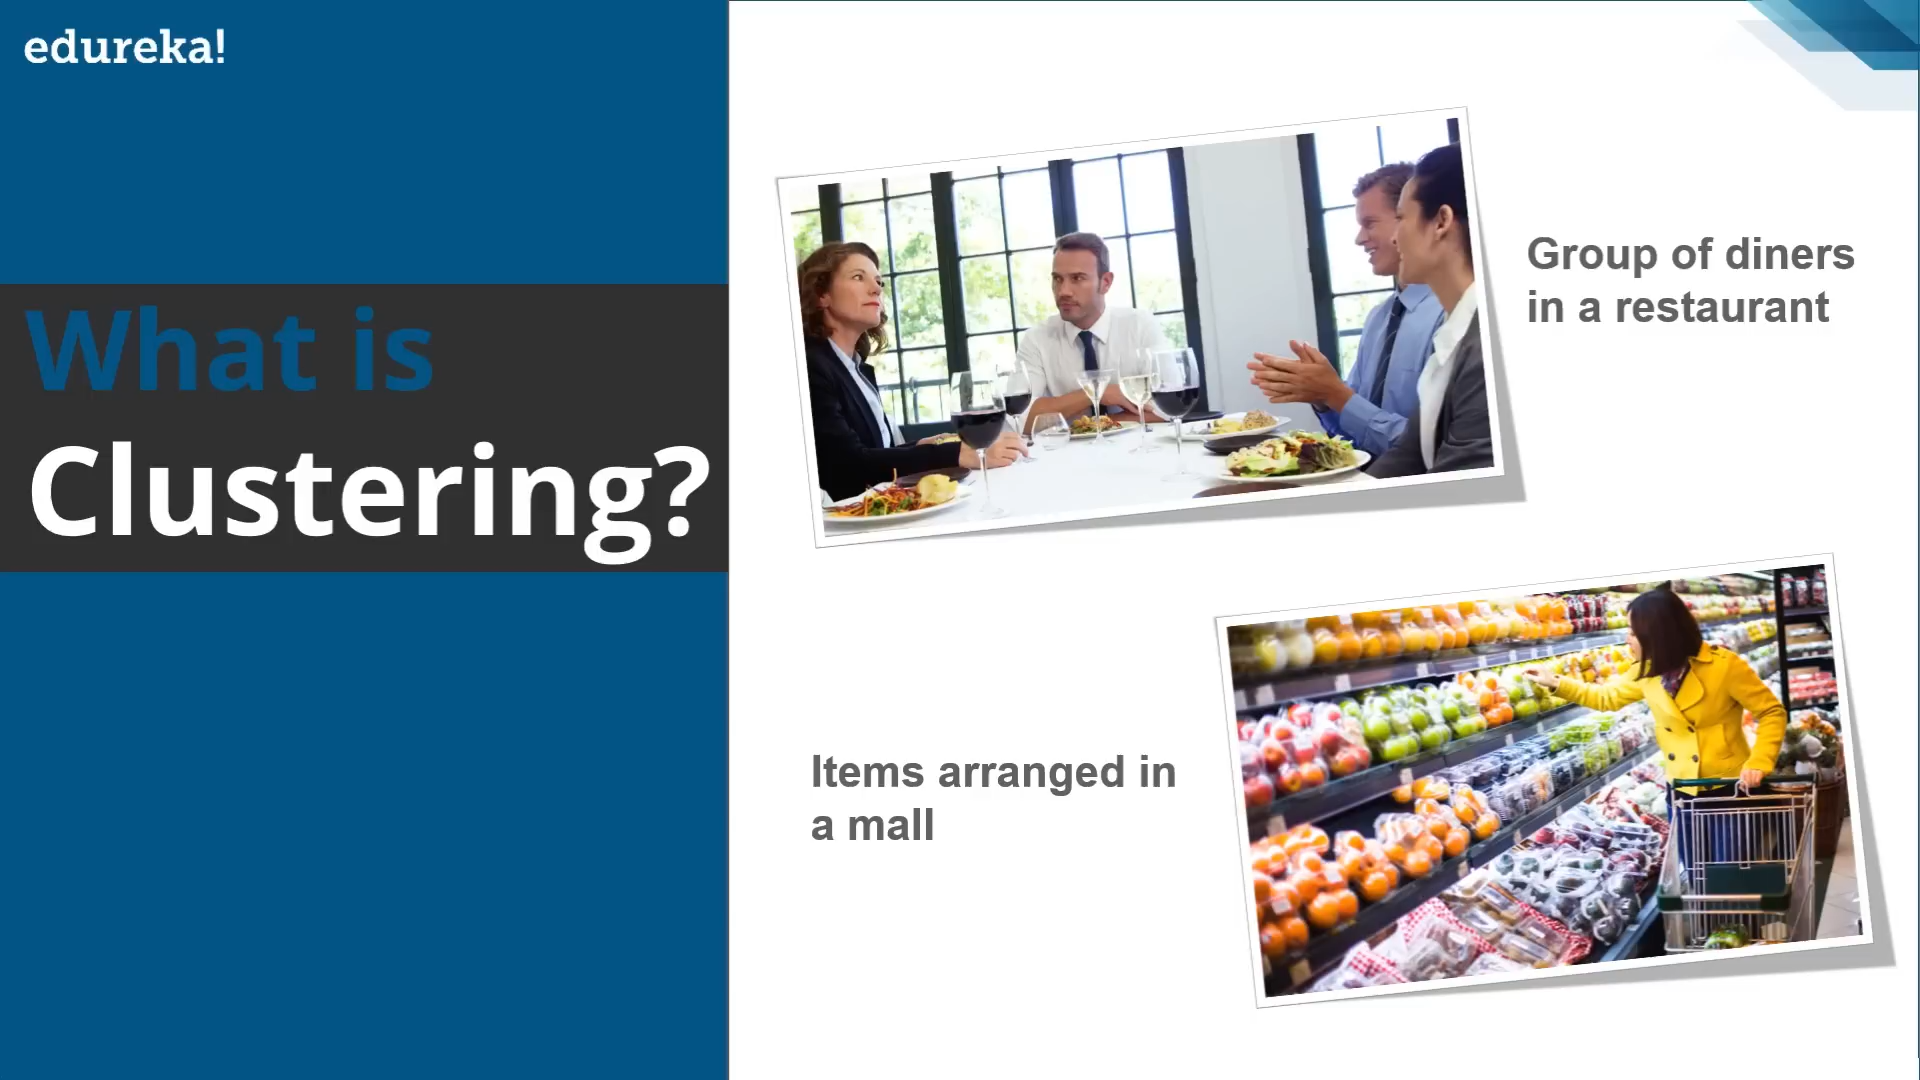 edureka!
What is
Clustering?
Group of diners
in a restaurant
Items arranged in
a mall